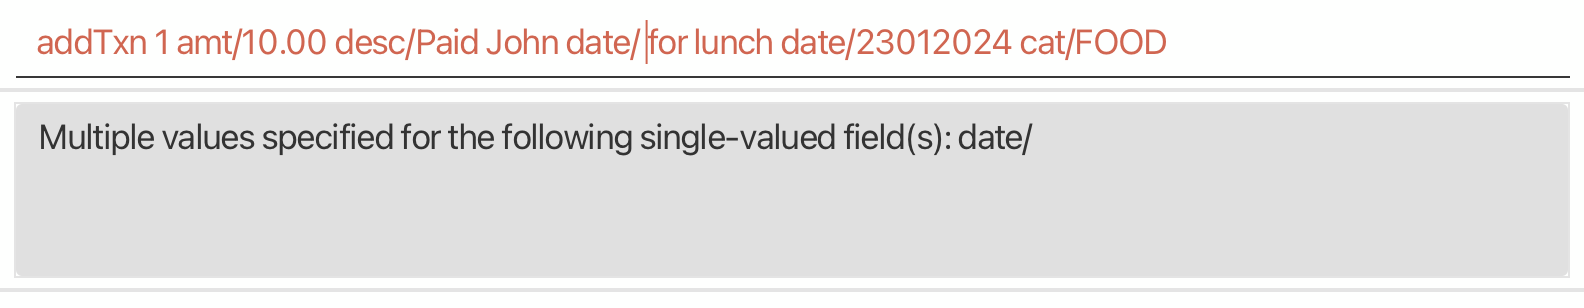 addTxn 1 amt/10.00 desc/Paid John date/ for lunch date/23012024 cat/FOOD
Multiple values specified for the following single-valued field(s): date/